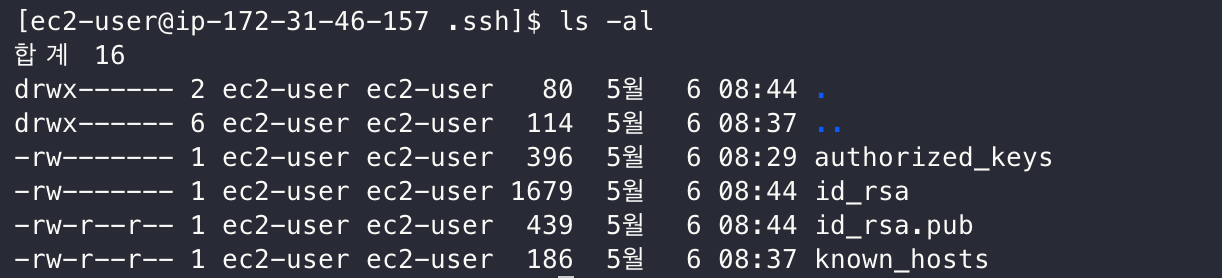 [ec2-user@ip-172-31-46-157 .ssh]$ ls -al
합계 16
drwx------ 2 ec2-user ec2-user   80  5월   6 08:44 .
drwx------ 6 ec2-user ec2-user  114  5월   6 08:37 ..
-rw------- 1 ec2-user ec2-user  396  5월   6 08:29 authorized_keys
-rw------- 1 ec2-user ec2-user 1679  5월   6 08:44 id_rsa
-rw-r--r-- 1 ec2-user ec2-user  439  5월   6 08:44 id_rsa.pub
-rw-r--r-- 1 ec2-user ec2-user  186  5월   6 08:37 known_hosts